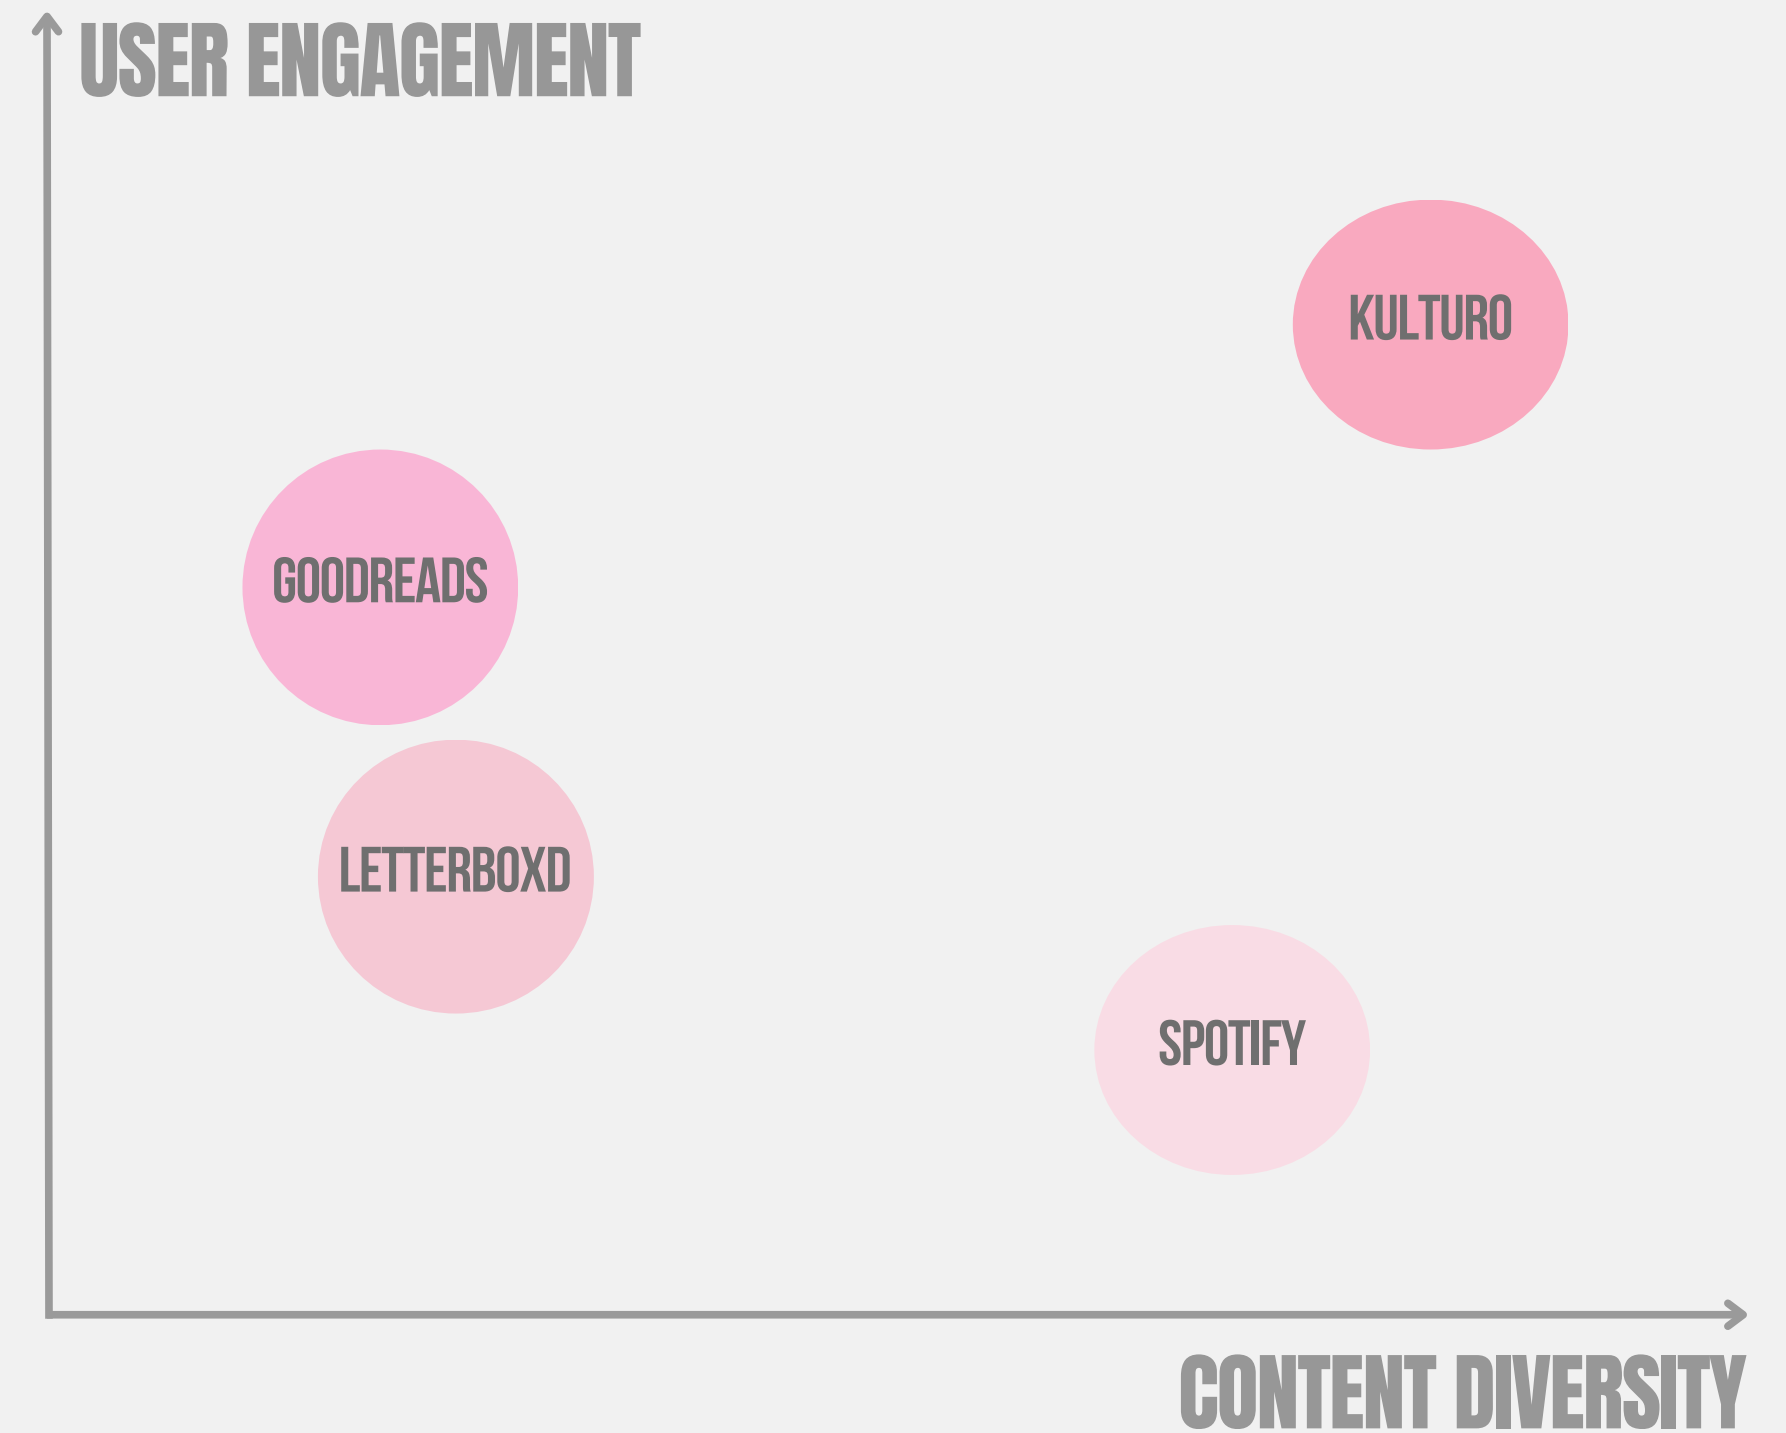 USER ENGAGEMENT
KULTURO
GOODREADS
LETTERBOXD
SPOTIFY
CONTENT DIVERSITY